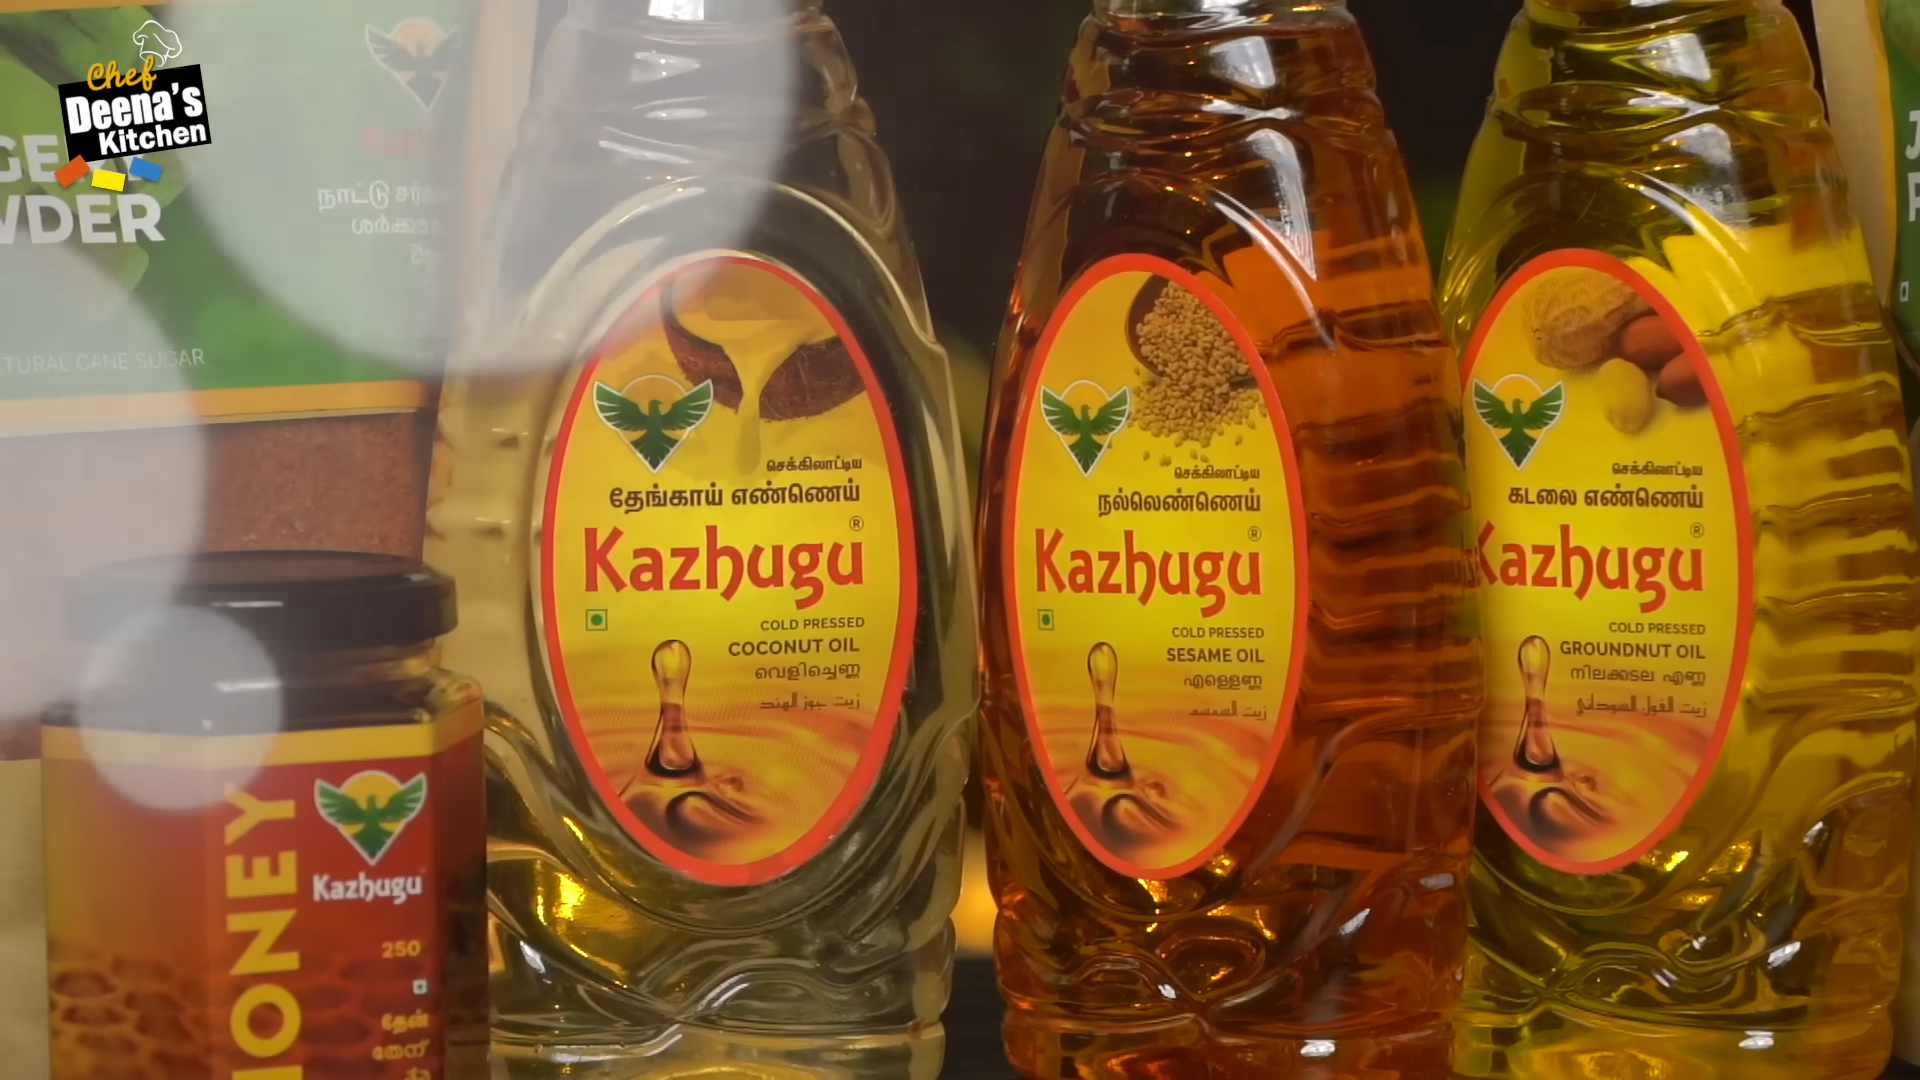 Chef
Deena's
Kitchen
WDER
நாட்டு
TURAL CANE SUGAR
செக்கிலாட்டிய
தேங்காய் எண்ணெய்
Kazhugu®
COLD PRESSED
COCONUT OIL
വെളിച്ചെണ്ണ
زيت جوز الهند
செக்கிலாட்டிய
நல்லெண்ணெய்
Kazhugu®
COLD PRESSED
SESAME OIL
എള്ളെണ്ണ
زيت السمسم
செக்கிலாட்டிய
கடலை எண்ணெய்
Kazhugu®
COLD PRESSED
GROUNDNUT OIL
നിലക്കടല എണ്ണ
زيت الفول السوداني
HONEY
Kazhugu
250
தேன்
തേന്